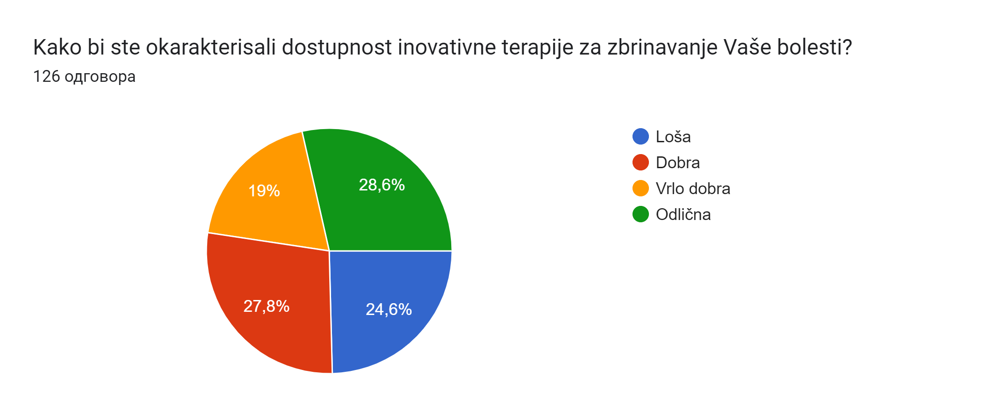 Kako bi ste okarakterisali dostupnost inovativne terapije za zbrinavanje Vaše bolesti?
126 одговора
28,6%
19%
27,8%
24,6%
Loša
Dobra
Vrlo dobra
Odlična